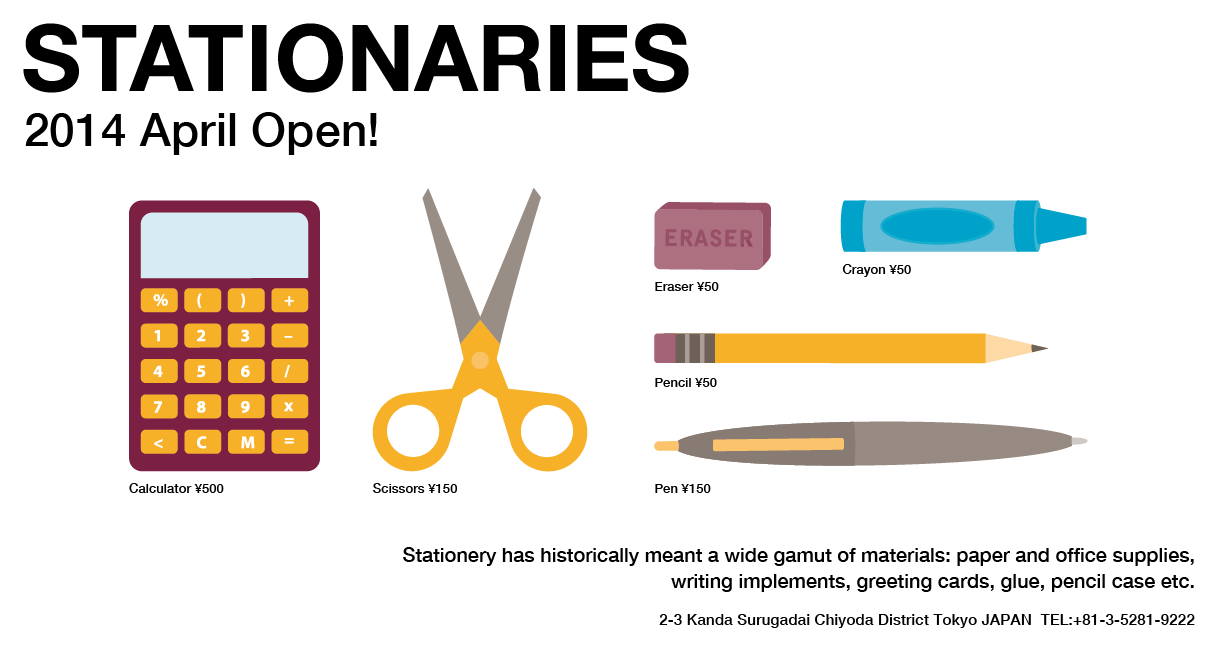 STATIONARIES
2014 April Open!
% ( ) +
1 2 3 –
4 5 6 /
7 8 9 x
< C M =
Calculator ¥500
Scissors ¥150
ERASER
Eraser ¥50
Crayon ¥50
Pencil ¥50
Pen ¥150
Stationery has historically meant a wide gamut of materials: paper and office supplies,
writing implements, greeting cards, glue, pencil case etc.
2-3 Kanda Surugadai Chiyoda District Tokyo JAPAN TEL:+81-3-5281-9222